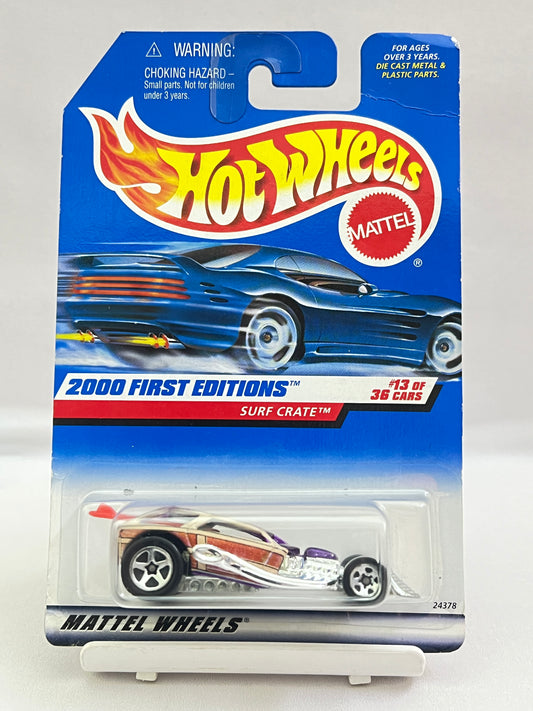 ⚠ WARNING:
CHOKING HAZARD –
Small parts. Not for children
under 3 years.
FOR AGES
OVER 3 YEARS.
DIE CAST METAL &
PLASTIC PARTS.
HOT WHEELS
MATTEL
®
2000 FIRST EDITIONS™
#13 OF
36 CARS
SURF CRATE™
24378
MATTEL WHEELS®